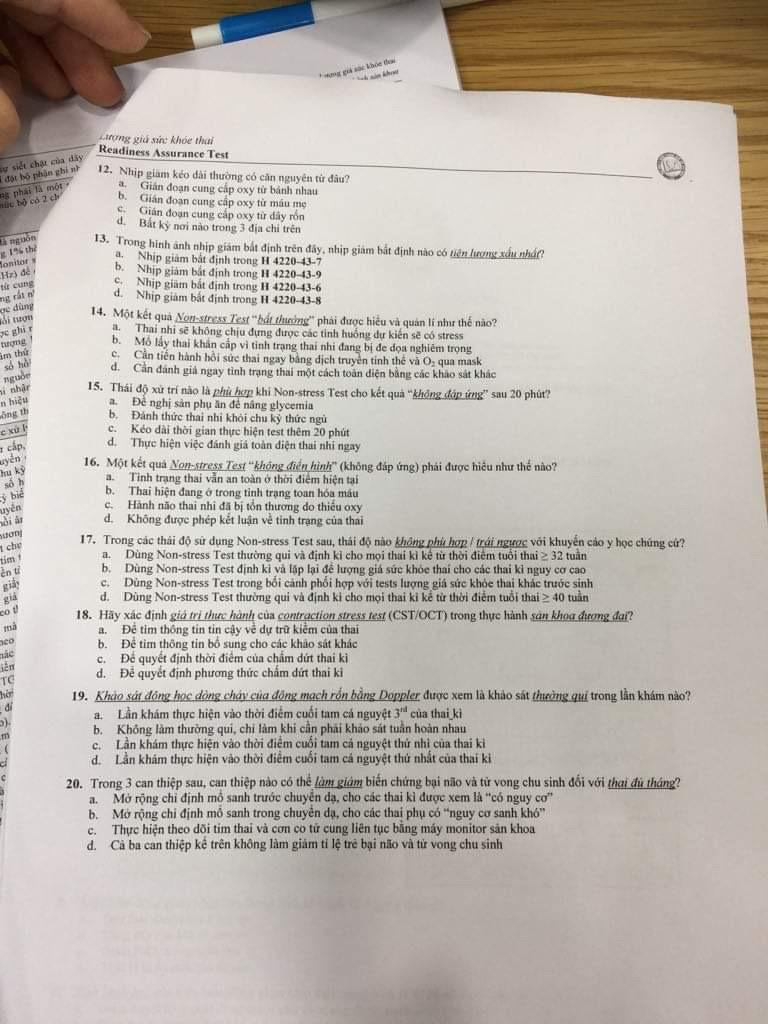 lượng giá sức khỏe thai
sản khoa
Lượng giá sức khỏe thai
Readiness Assurance Test
12. Nhịp giảm kéo dài thường có căn nguyên từ đâu?
a. Gián đoạn cung cấp oxy từ bánh nhau
b. Gián đoạn cung cấp oxy từ máu mẹ
c. Gián đoạn cung cấp oxy từ dây rốn
d. Bất kỳ nơi nào trong 3 địa chỉ trên
13. Trong hình ảnh nhịp giảm bất định trên đây, nhịp giảm bất định nào có tiên lượng xấu nhất?
a. Nhịp giảm bất định trong H 4220-43-7
b. Nhịp giảm bất định trong H 4220-43-9
c. Nhịp giảm bất định trong H 4220-43-6
d. Nhịp giảm bất định trong H 4220-43-8
14. Một kết quả Non-stress Test “bất thường” phải được hiểu và quản lí như thế nào?
a. Thai nhi sẽ không chịu đựng được các tình huống dự kiến sẽ có stress
b. Mổ lấy thai khẩn cấp vì tình trạng thai nhi đang bị đe dọa nghiêm trọng
c. Cần tiến hành hồi sức thai ngay bằng dịch truyền tinh thể và O₂ qua mask
d. Cần đánh giá ngay tình trạng thai một cách toàn diện bằng các khảo sát khác
15. Thái độ xử trí nào là phù hợp khi Non-stress Test cho kết quả “không đáp ứng” sau 20 phút?
a. Đề nghị sản phụ ăn để nâng glycemia
b. Đánh thức thai nhi khỏi chu kỳ thức ngủ
c. Kéo dài thời gian thực hiện test thêm 20 phút
d. Thực hiện việc đánh giá toàn diện thai nhi ngay
16. Một kết quả Non-stress Test “không điển hình” (không đáp ứng) phải được hiểu như thế nào?
a. Tình trạng thai vẫn an toàn ở thời điểm hiện tại
b. Thai hiện đang ở trong tình trạng toan hóa máu
c. Hành não thai nhi đã bị tổn thương do thiếu oxy
d. Không được phép kết luận về tình trạng của thai
17. Trong các thái độ sử dụng Non-stress Test sau, thái độ nào không phù hợp / trái ngược với khuyến cáo y học chứng cứ?
a. Dùng Non-stress Test thường qui và định kì cho mọi thai kì kể từ thời điểm tuổi thai ≥ 32 tuần
b. Dùng Non-stress Test định kì và lặp lại để lượng giá sức khỏe thai cho các thai kì nguy cơ cao
c. Dùng Non-stress Test trong bối cảnh phối hợp với tests lượng giá sức khỏe thai khác trước sinh
d. Dùng Non-stress Test thường qui và định kì cho mọi thai kì kể từ thời điểm tuổi thai ≥ 40 tuần
18. Hãy xác định giá trị thực hành của contraction stress test (CST/OCT) trong thực hành sản khoa đương đại?
a. Để tìm thông tin tin cậy về dự trữ kiềm của thai
b. Để tìm thông tin bổ sung cho các khảo sát khác
c. Để quyết định thời điểm của chấm dứt thai kì
d. Để quyết định phương thức chấm dứt thai kì
19. Khảo sát động học dòng chảy của động mạch rốn bằng Doppler được xem là khảo sát thường qui trong lần khám nào?
a. Lần khám thực hiện vào thời điểm cuối tam cá nguyệt 3rd của thai kì
b. Không làm thường qui, chỉ làm khi cần phải khảo sát tuần hoàn nhau
c. Lần khám thực hiện vào thời điểm cuối tam cá nguyệt thứ nhì của thai kì
d. Lần khám thực hiện vào thời điểm cuối tam cá nguyệt thứ nhất của thai kì
20. Trong 3 can thiệp sau, can thiệp nào có thể làm giảm biến chứng bại não và tử vong chu sinh đối với thai đủ tháng?
a. Mở rộng chỉ định mổ sanh trước chuyển dạ, cho các thai kì được xem là “có nguy cơ”
b. Mở rộng chỉ định mổ sanh trong chuyển dạ, cho các thai phụ có “nguy cơ sanh khó”
c. Thực hiện theo dõi tim thai và cơn co tử cung liên tục bằng máy monitor sản khoa
d. Cả ba can thiệp kể trên không làm giảm tỉ lệ trẻ bại não và tử vong chu sinh